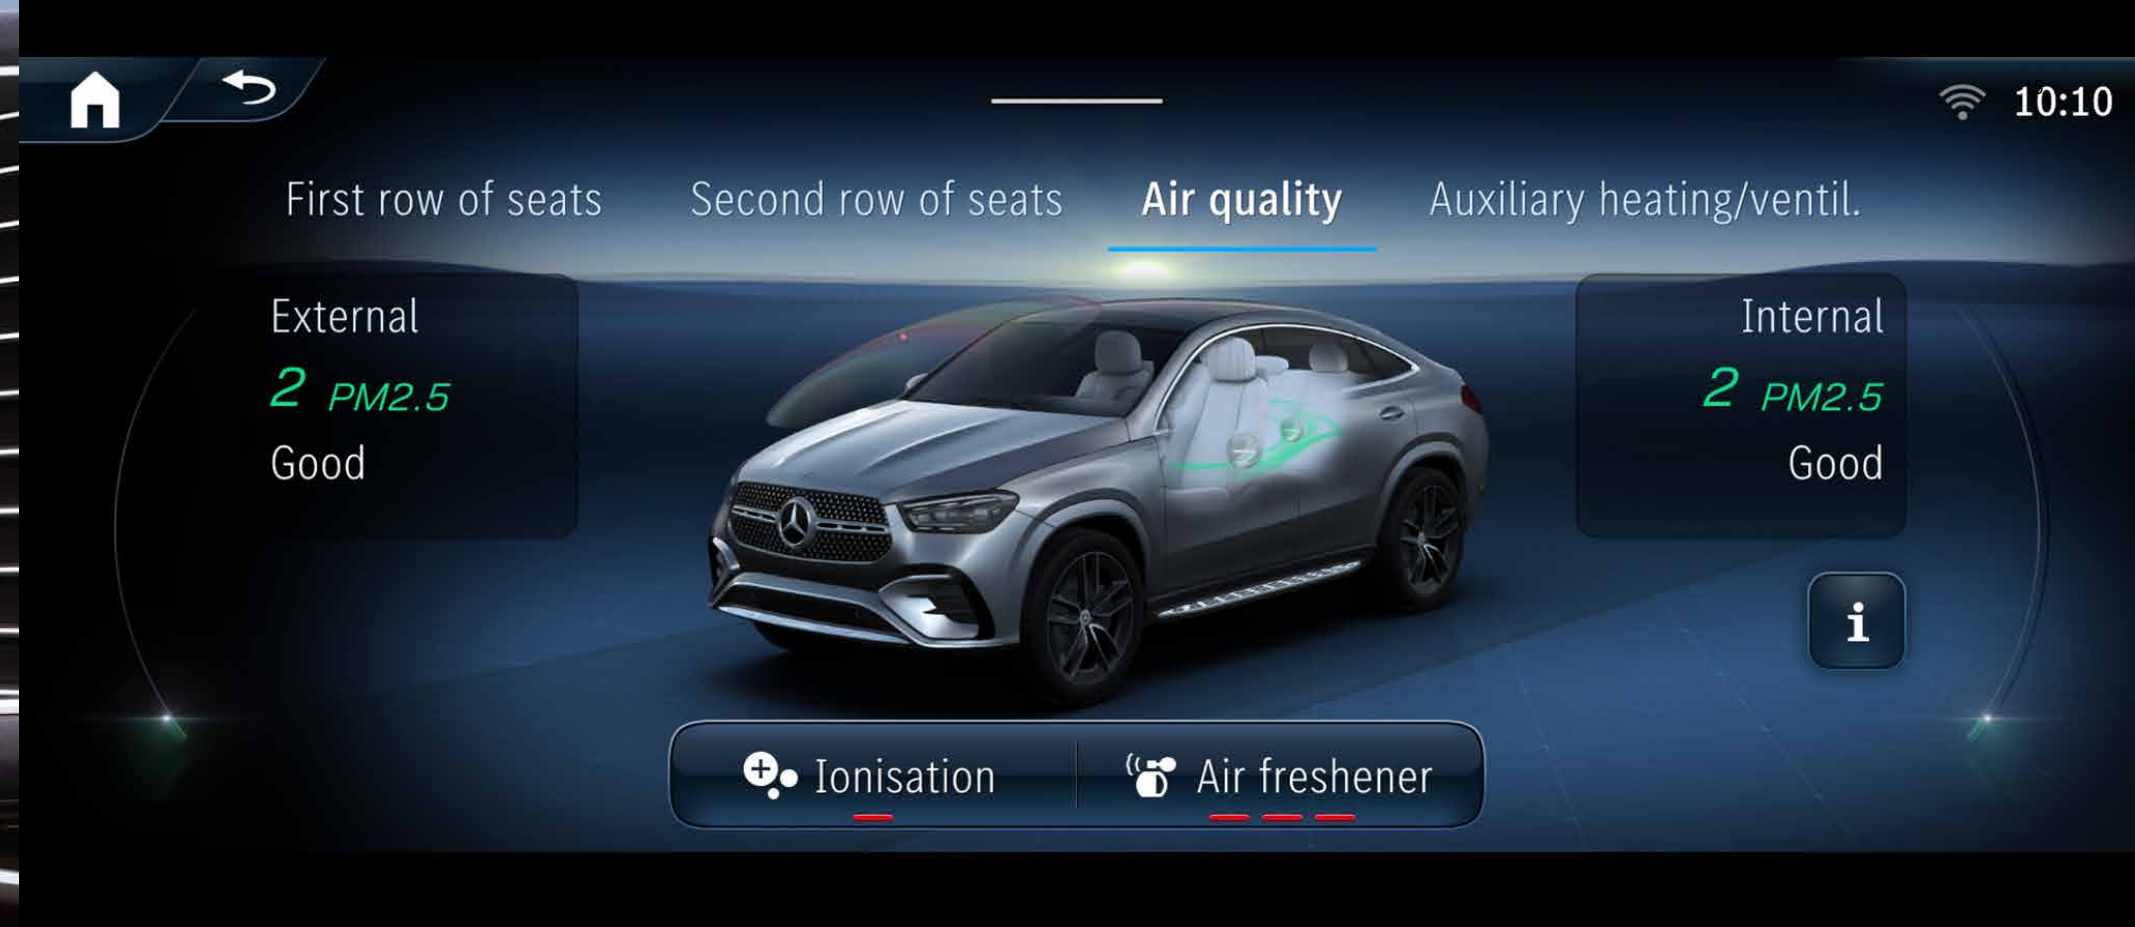 10:10
First row of seats
Second row of seats
Air quality
Auxiliary heating/ventil.
External
2 PM2.5
Good
Internal
2 PM2.5
Good
i
Ionisation
Air freshener